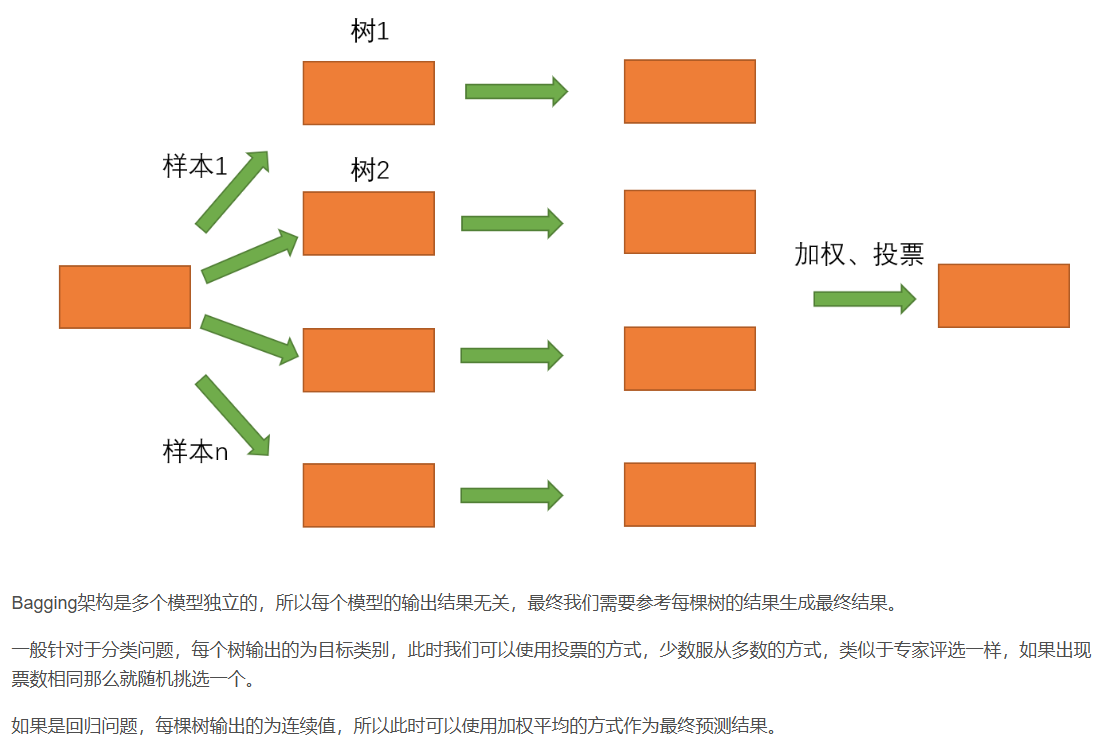 树1
样本1
树2
加权、投票
样本n
Bagging架构是多个模型独立的，所以每个模型的输出结果无关，最终我们需要参考每棵树的结果生成最终结果。
一般针对于分类问题，每个树输出的为目标类别，此时我们可以使用投票的方式，少数服从多数的方式，类似于专家评选一样，如果出现
票数相同那么就随机挑选一个。
如果是回归问题，每棵树输出的为连续值，所以此时可以使用加权平均的方式作为最终预测结果。